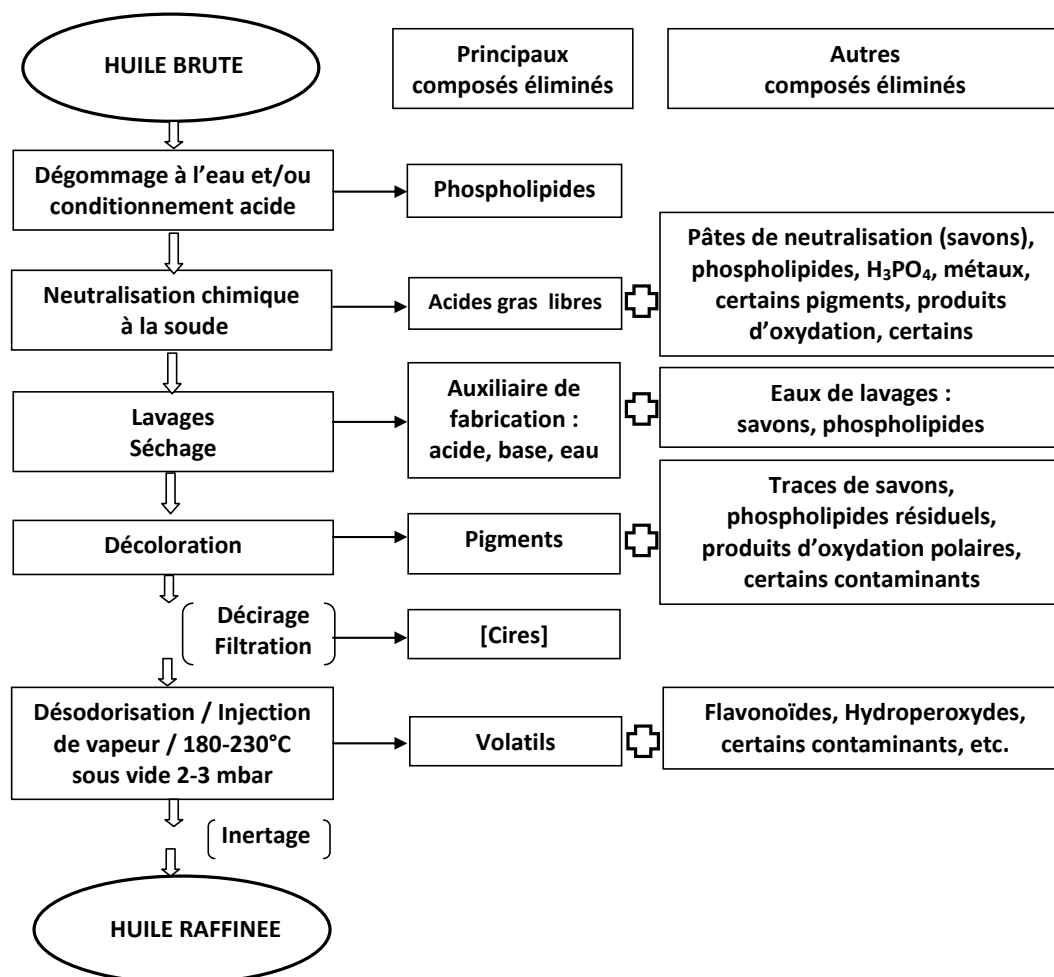 HUILE BRUTE
Principaux
composés éliminés
Autres
composés éliminés
Dégommage à l’eau et/ou
conditionnement acide
Phospholipides
Neutralisation chimique
à la soude
Acides gras libres
Pâtes de neutralisation (savons),
phospholipides, H₃PO₄, métaux,
certains pigments, produits
d’oxydation, certains
Lavages
Séchage
Auxiliaire de
fabrication :
acide, base, eau
Eaux de lavages :
savons, phospholipides
Décoloration
Pigments
Traces de savons,
phospholipides résiduels,
produits d’oxydation polaires,
certains contaminants
Décirage
Filtration
[Cires]
Désodorisation / Injection
de vapeur / 180-230°C
sous vide 2-3 mbar
Volatils
Flavonoïdes, Hydroperoxydes,
certains contaminants, etc.
Inertage
HUILE RAFFINEE